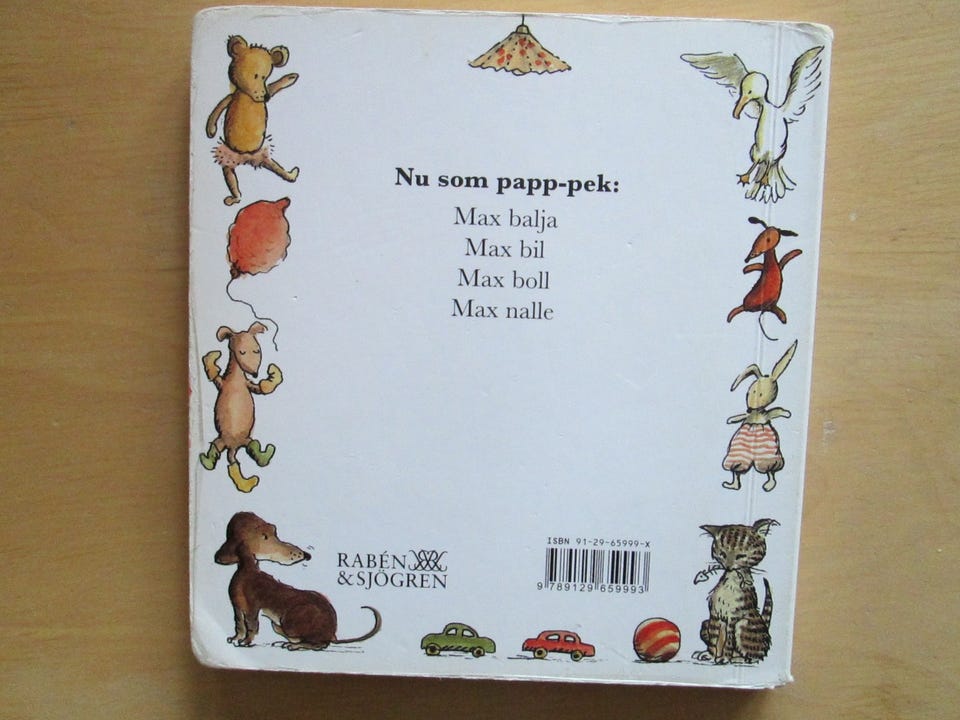 Nu som papp-pek:
Max balja
Max bil
Max boll
Max nalle
RABÉN
& SJÖGREN
ISBN 91-29-65999-X
9 789129 659993